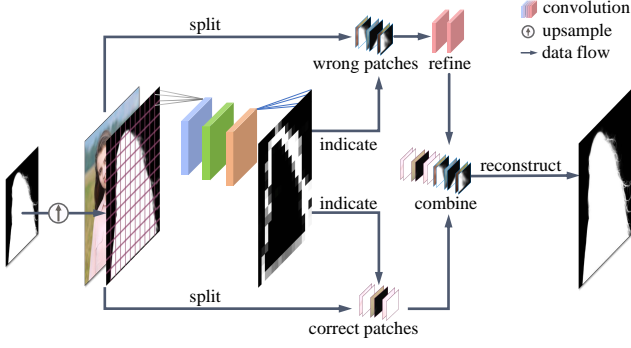 convolution
upsample
data flow
split
wrong patches
refine
indicate
indicate
combine
reconstruct
split
correct patches